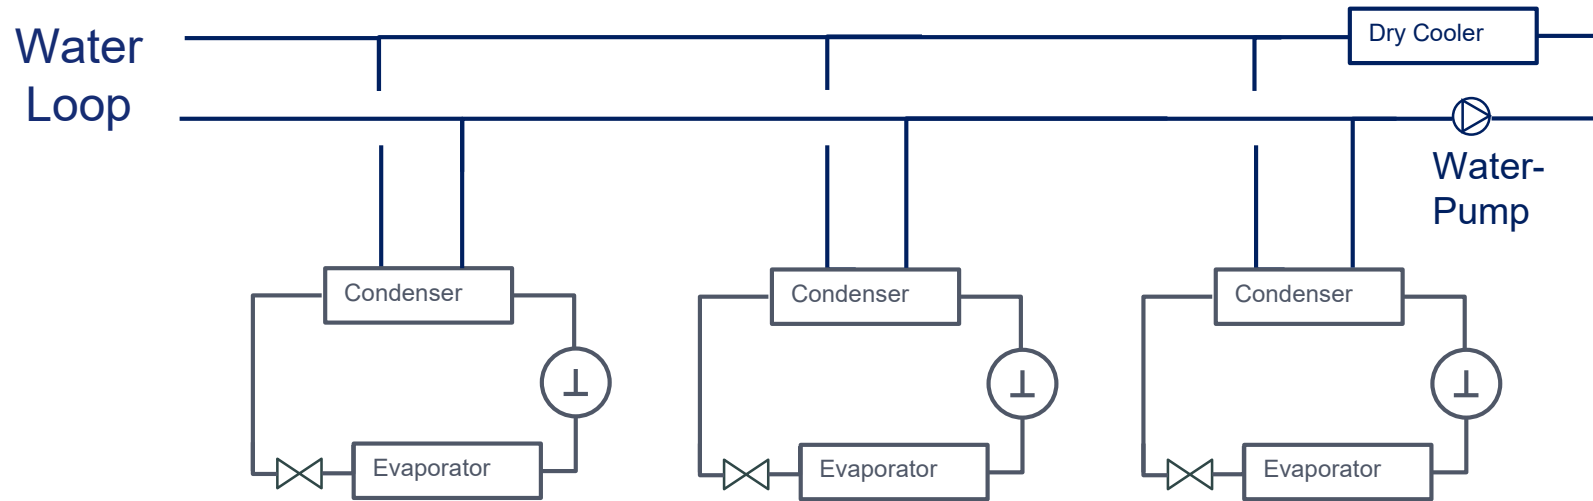 Water
Loop
Dry Cooler
Water-
Pump
Condenser
Condenser
Condenser
Evaporator
Evaporator
Evaporator